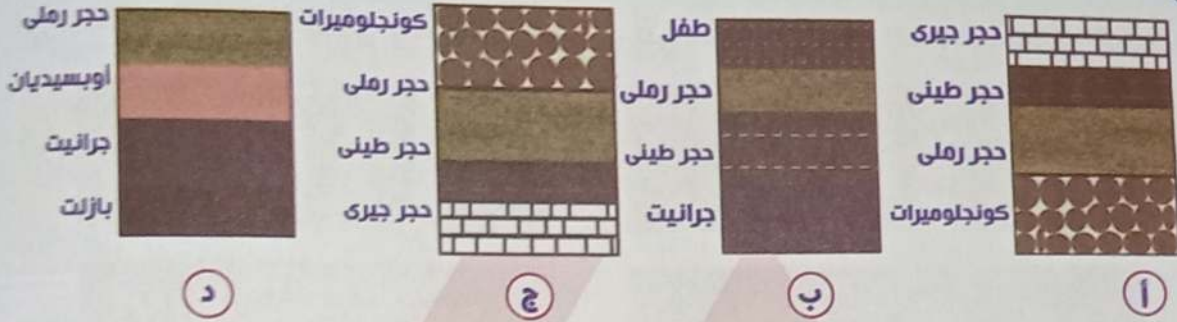 حجر جيرى
حجر طينى
حجر رملى
كونجلوميرات
أ
طفل
حجر رملى
حجر طينى
جرانيت
ب
كونجلوميرات
حجر رملى
حجر طينى
حجر جيرى
ج
حجر رملى
أوبسيديان
جرانيت
بازلت
د